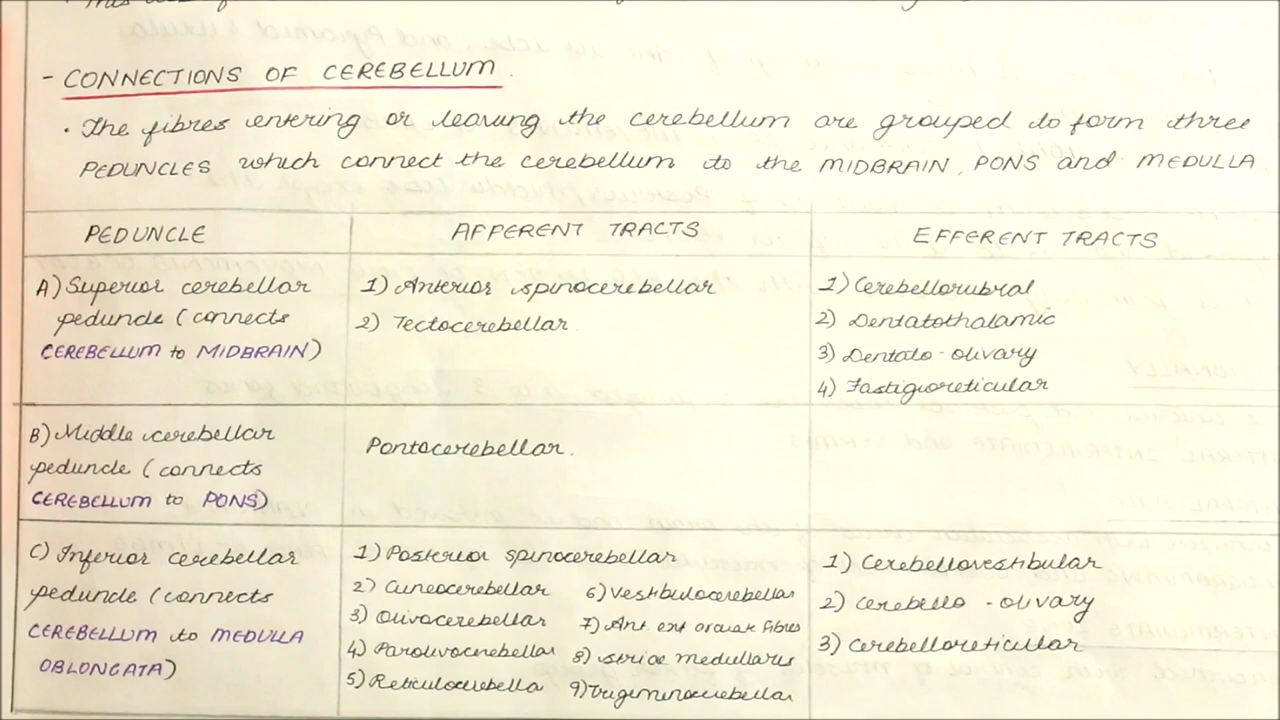 - CONNECTIONS OF CEREBELLUM.
• The fibres entering or leaving the cerebellum are grouped to form three
PEDUNCLES which connect the cerebellum to the MIDBRAIN, PONS and MEDULLA
PEDUNCLE
AFFERENT TRACTS
EFFERENT TRACTS
A) Superior cerebellar
peduncle (connects
CEREBELLUM to MIDBRAIN)
1) Anterior spinocerebellar
2) Tectocerebellar
1) Cerebellorubral
2) Dentatothalamic
3) Dentato-olivary
4) Fastigioreticular
B) Middle cerebellar
peduncle (connects
CEREBELLUM to PONS)
Pontocerebellar.
C) Inferior cerebellar
peduncle (connects
CEREBELLUM to MEDULLA
OBLONGATA)
1) Posterior spinocerebellar
2) Cuneocerebellar
3) Olivocerebellar
4) Parolivocerebellar
5) Reticulocerebella
6) Vestibulocerebellar
7) Ant ext arcuate fibres
8) striae medullares
9) Trigeminocerebellar
1) Cerebellovestibular
2) Cerebello - olivary
3) Cerebelloreticular